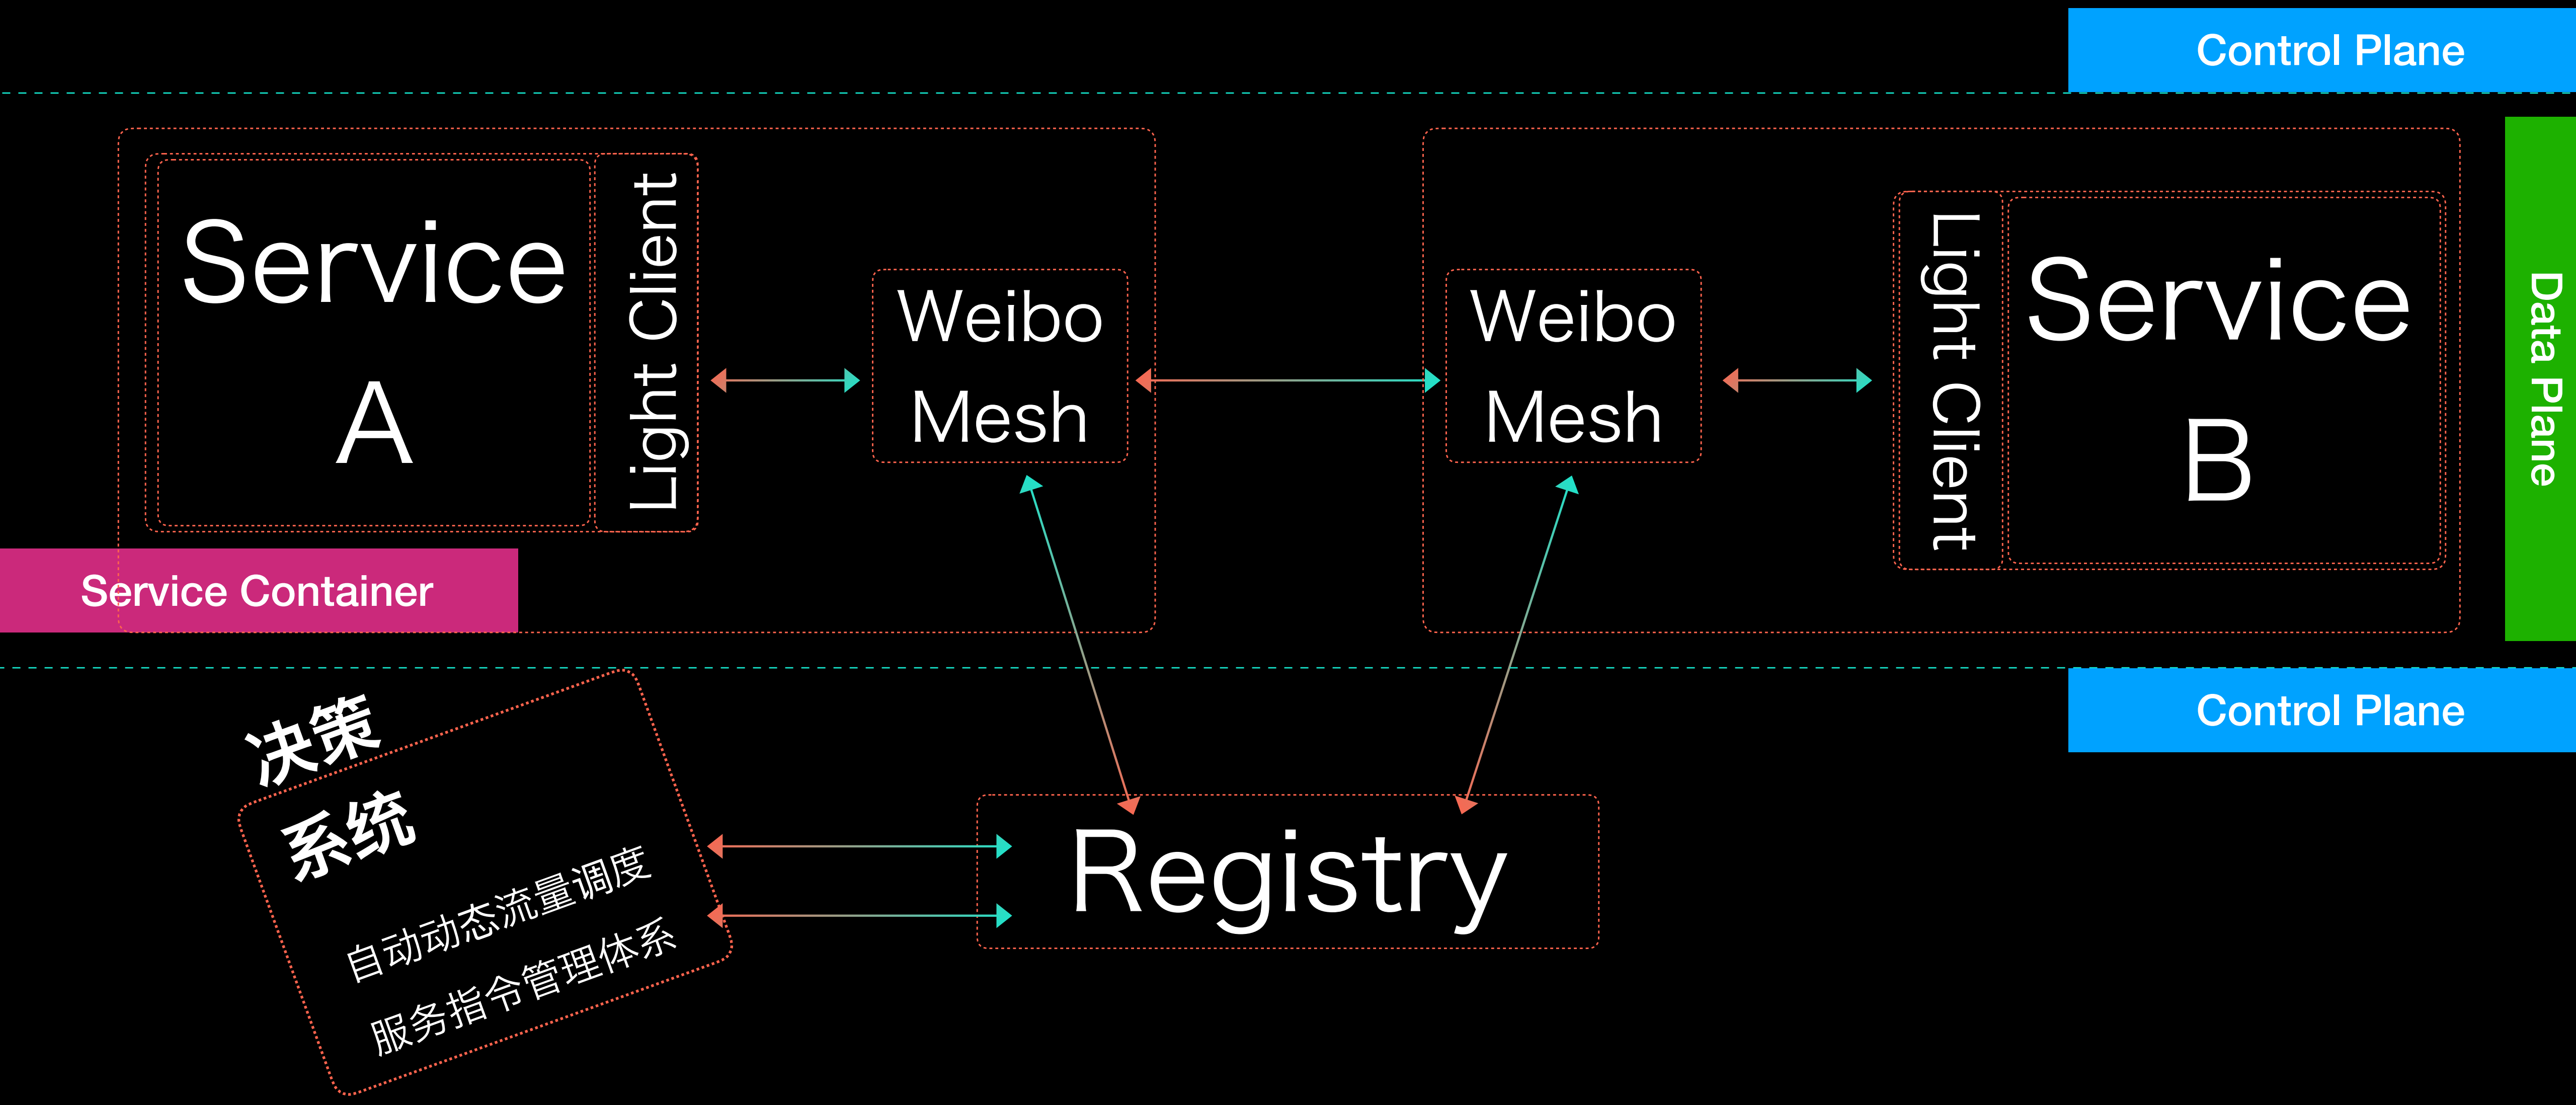 Control Plane
Service
A
Light Client
Weibo
Mesh
Weibo
Mesh
Light Client
Service
B
Data Plane
Service Container
Control Plane
决策
系统
自动动态流量调度
服务指令管理体系
Registry